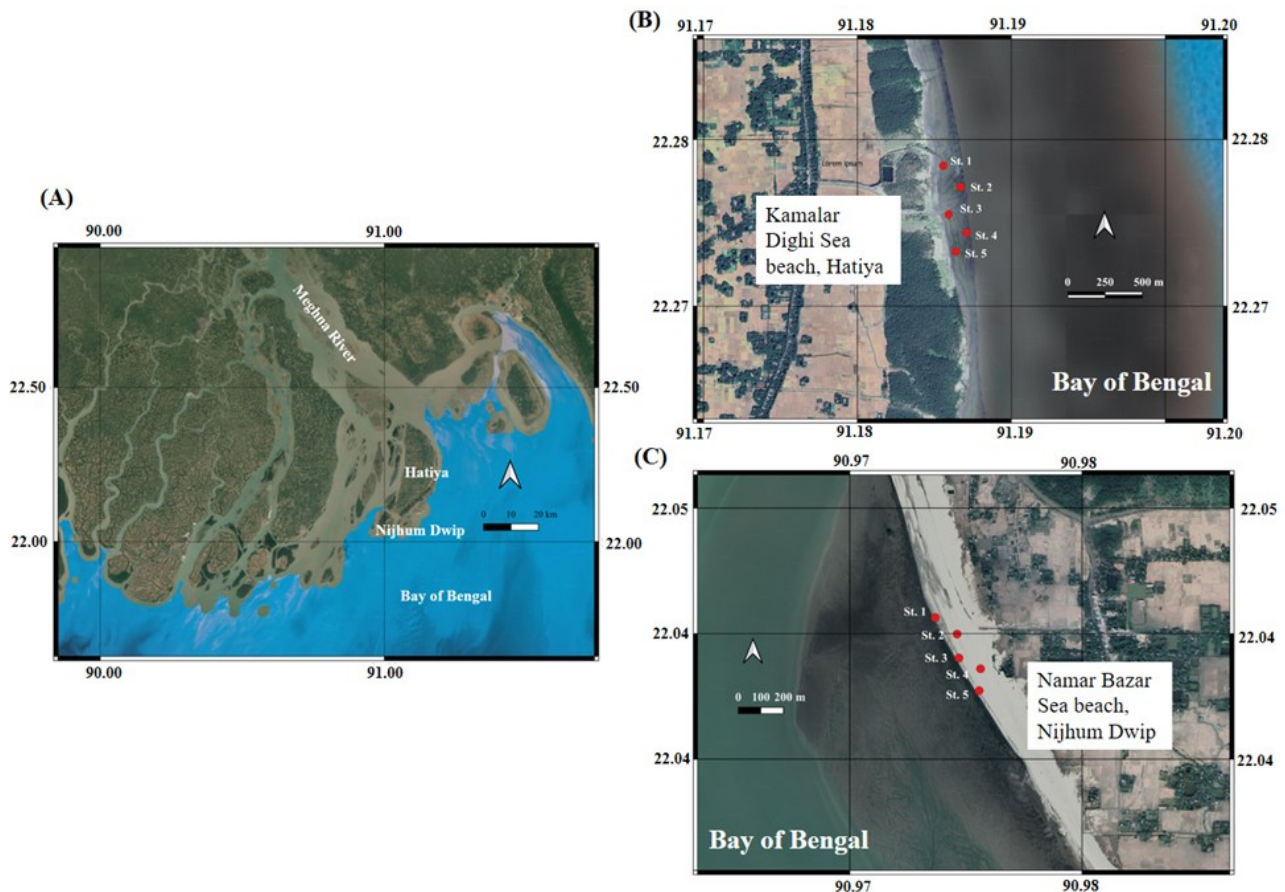 (A)
90.00
91.00
Meghna River
22.50
22.50
Hatiya
0 10 20 km
Nijhum Dwip
22.00
22.00
Bay of Bengal
90.00
91.00
(B)
91.17
91.18
91.19
91.20
22.28
22.28
Lorem Ipsum
St. 1
St. 2
St. 3
St. 4
St. 5
Kamalar
Dighi Sea
beach, Hatiya
0 250 500 m
22.27
22.27
Bay of Bengal
91.17
91.18
91.19
91.20
(C)
90.97
90.98
22.05
22.05
St. 1
St. 2
St. 3
St. 4
St. 5
22.04
22.04
0 100 200 m
Namar Bazar
Sea beach,
Nijhum Dwip
22.04
22.04
Bay of Bengal
90.97
90.98